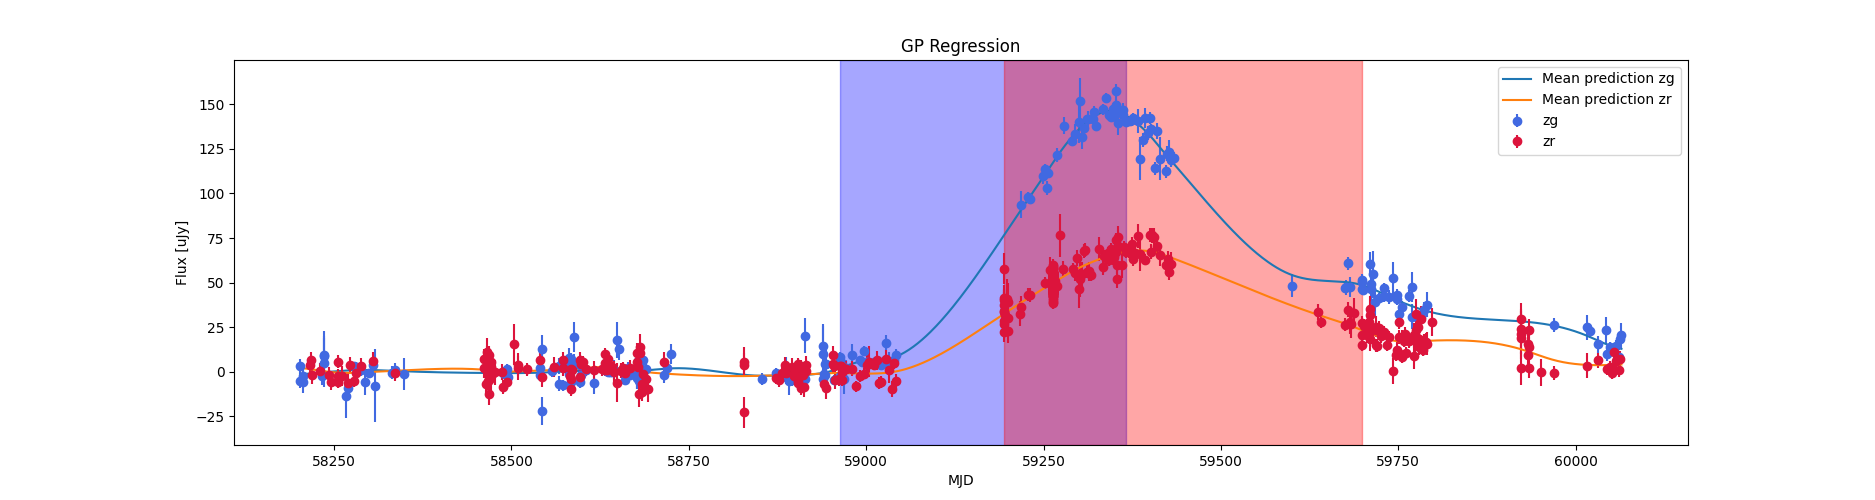 GP Regression
Flux [uJy]
150
125
100
75
50
25
0
−25
58250 58500 58750 59000 59250 59500 59750 60000
MJD
Mean prediction zg
Mean prediction zr
zg
zr